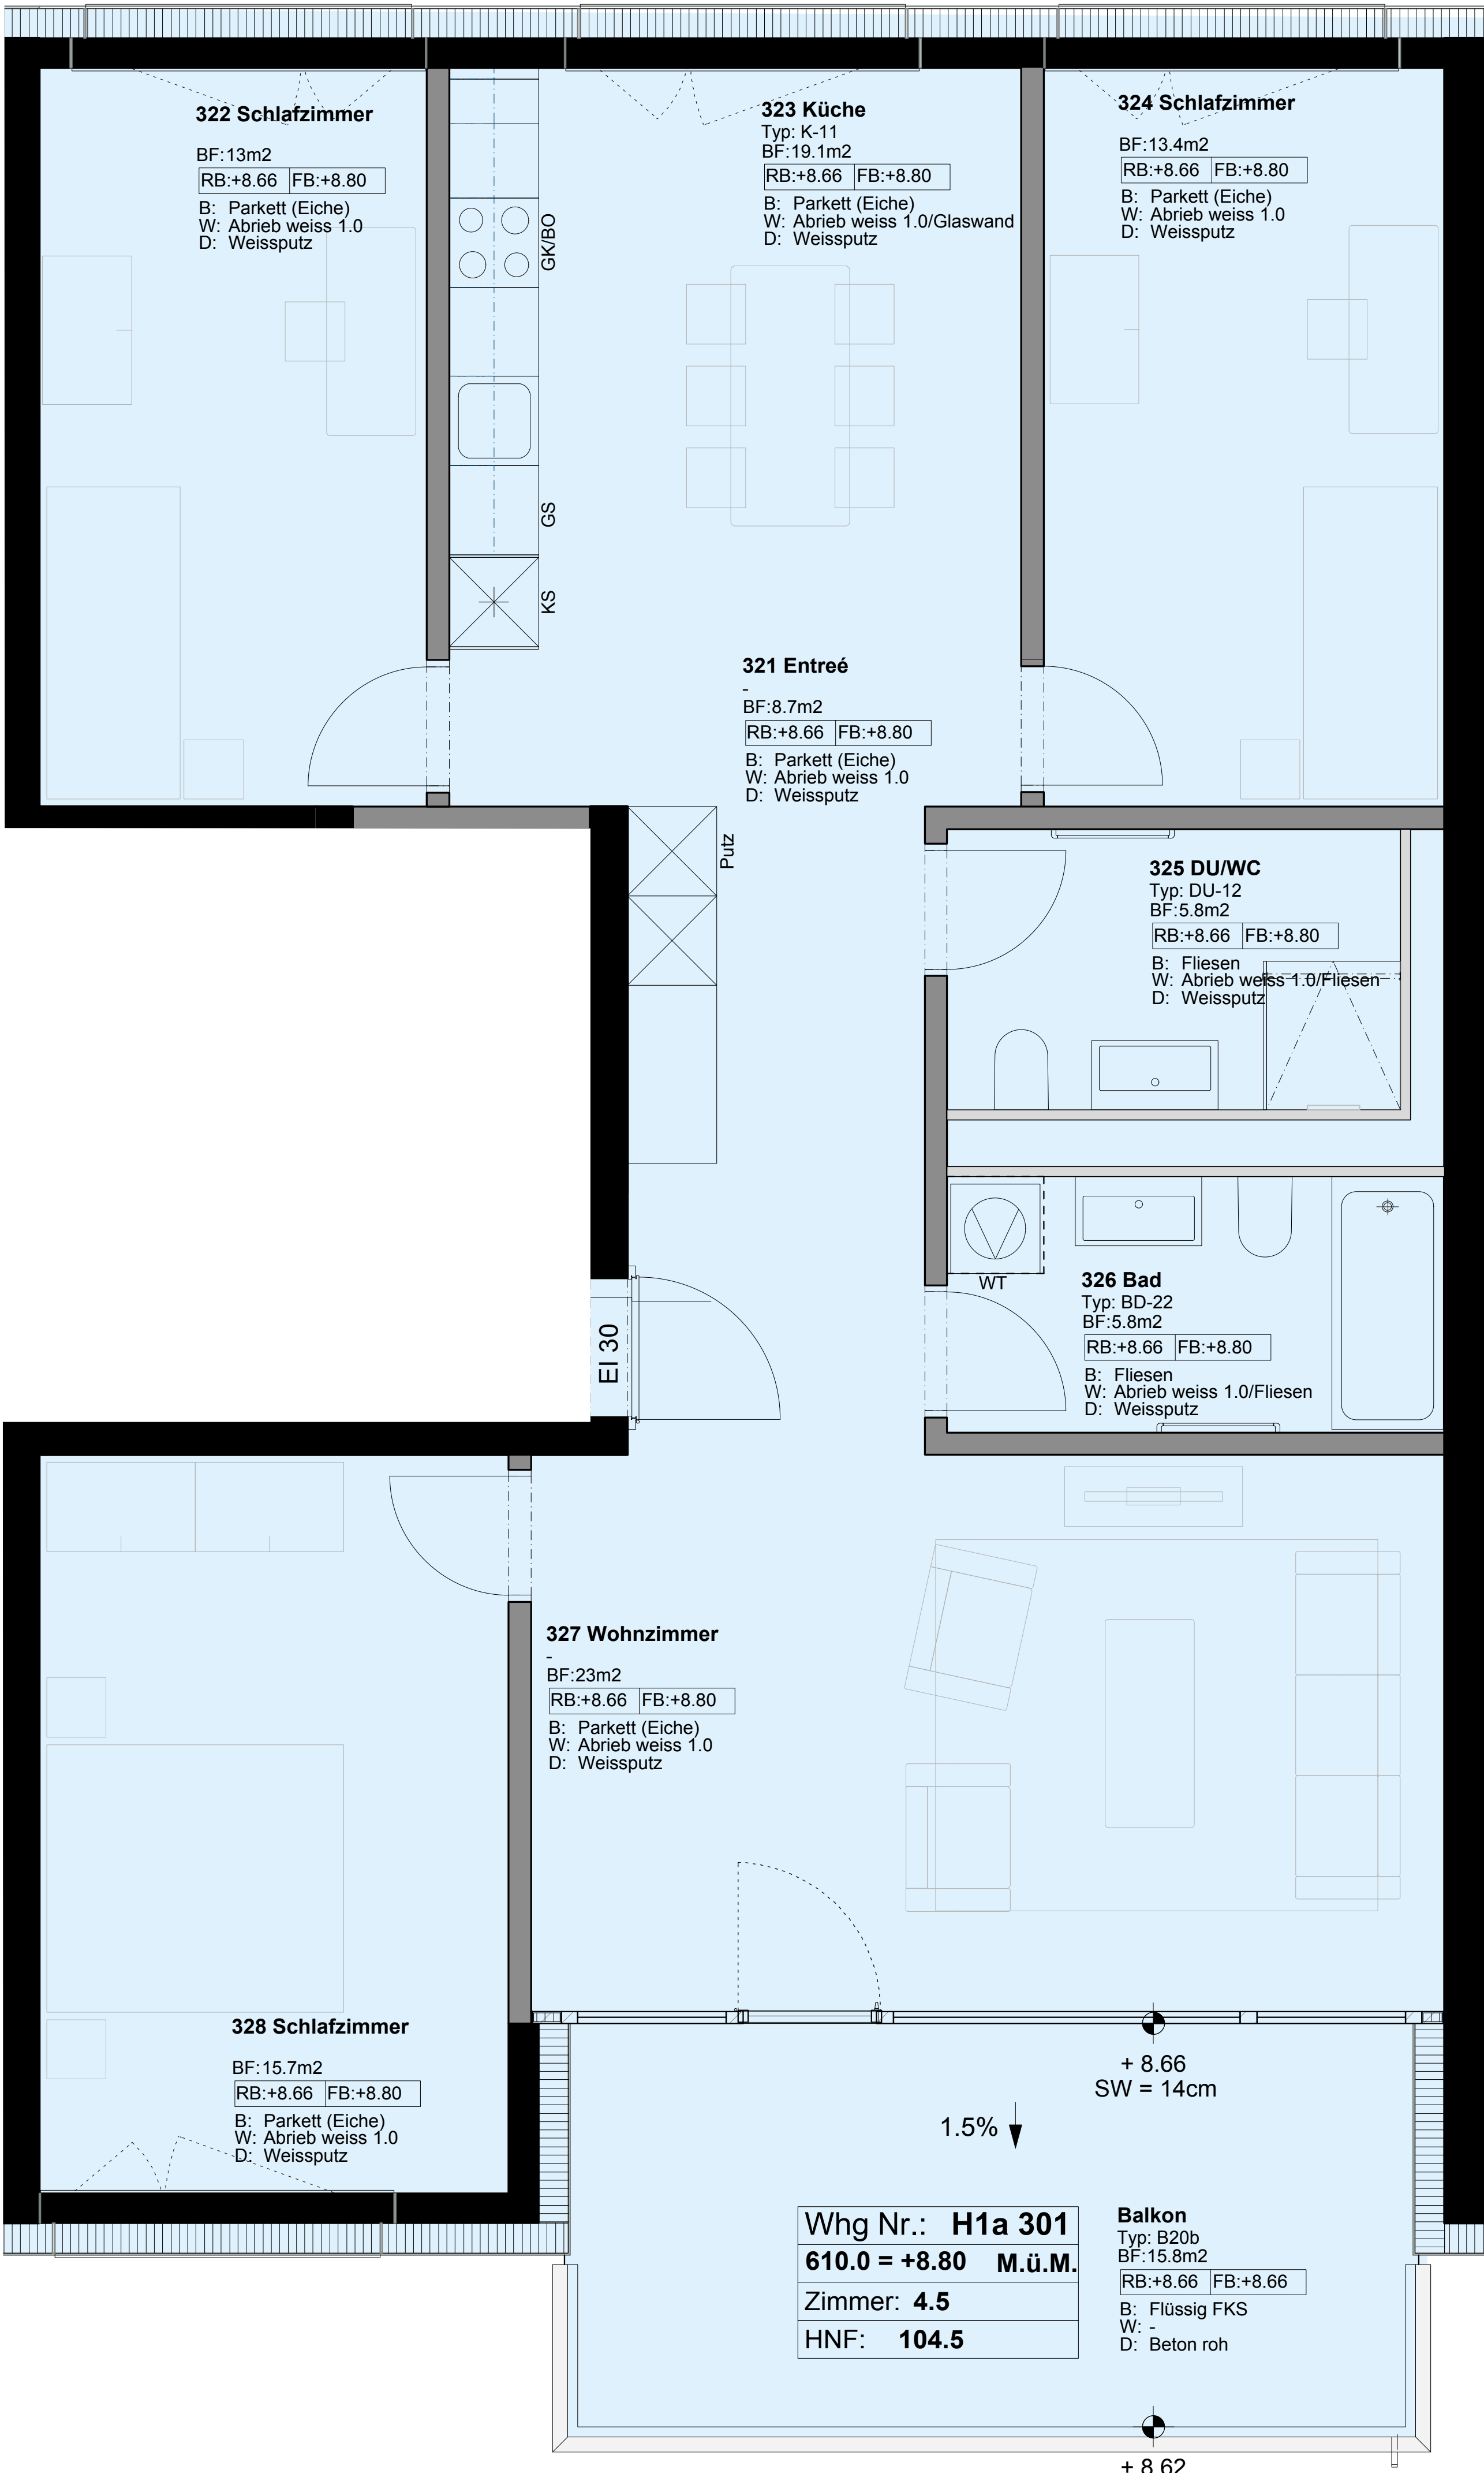 322 Schlafzimmer
BF:13m2
RB:+8.66 FB:+8.80
B: Parkett (Eiche)
W: Abrieb weiss 1.0
D: Weissputz
323 Küche
Typ: K-11
BF:19.1m2
RB:+8.66 FB:+8.80
B: Parkett (Eiche)
W: Abrieb weiss 1.0/Glaswand
D: Weissputz
324 Schlafzimmer
BF:13.4m2
RB:+8.66 FB:+8.80
B: Parkett (Eiche)
W: Abrieb weiss 1.0
D: Weissputz
GK/BO
GS
KS
321 Entreé
-
BF:8.7m2
RB:+8.66 FB:+8.80
B: Parkett (Eiche)
W: Abrieb weiss 1.0
D: Weissputz
Putz
325 DU/WC
Typ: DU-12
BF:5.8m2
RB:+8.66 FB:+8.80
B: Fliesen
W: Abrieb weiss 1.0/Fliesen
D: Weissputz
WT
EI 30
326 Bad
Typ: BD-22
BF:5.8m2
RB:+8.66 FB:+8.80
B: Fliesen
W: Abrieb weiss 1.0/Fliesen
D: Weissputz
327 Wohnzimmer
-
BF:23m2
RB:+8.66 FB:+8.80
B: Parkett (Eiche)
W: Abrieb weiss 1.0
D: Weissputz
328 Schlafzimmer
BF:15.7m2
RB:+8.66 FB:+8.80
B: Parkett (Eiche)
W: Abrieb weiss 1.0
D: Weissputz
+ 8.66
SW = 14cm
1.5%
Whg Nr.: H1a 301
610.0 = +8.80 M.ü.M.
Zimmer: 4.5
HNF: 104.5
Balkon
Typ: B20b
BF:15.8m2
RB:+8.66 FB:+8.66
B: Flüssig FKS
W: -
D: Beton roh
+ 8.62